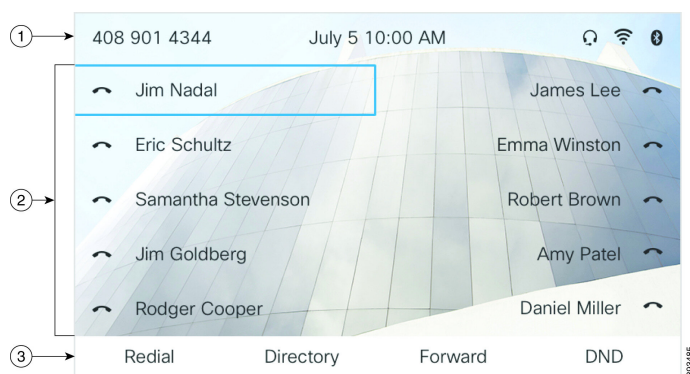 1 408 901 4344 July 5 10:00 AM
Jim Nadal James Lee
Eric Schultz Emma Winston
2 Samantha Stevenson Robert Brown
Jim Goldberg Amy Patel
Rodger Cooper Daniel Miller
3 Redial Directory Forward DND